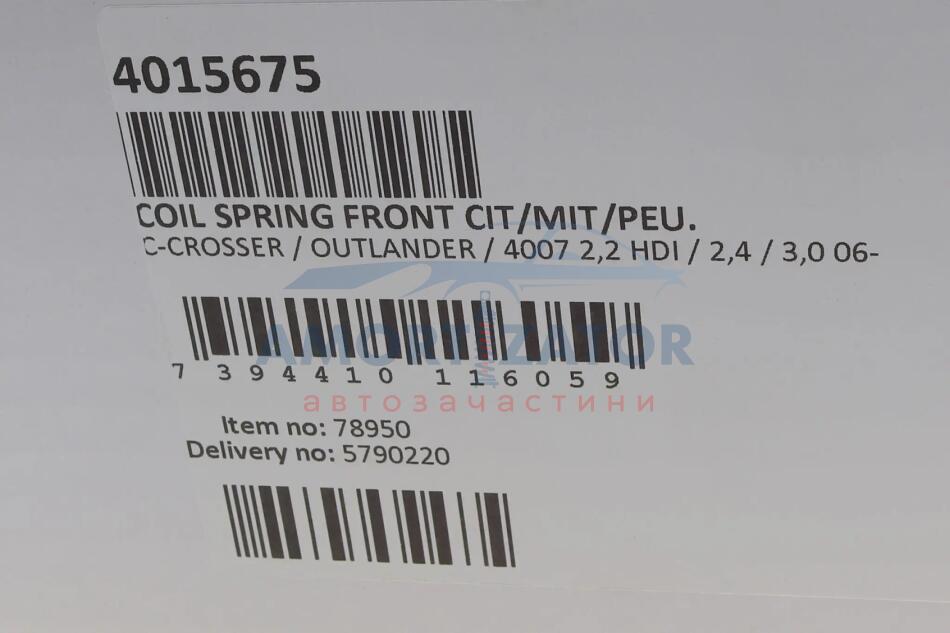 4015675
COIL SPRING FRONT CIT/MIT/PEU.
C-CROSSER / OUTLANDER / 4007 2,2 HDI / 2,4 / 3,0 06-
AMORTIZATOR
7 394410 116059
автозачастини
Item no: 78950
Delivery no: 5790220